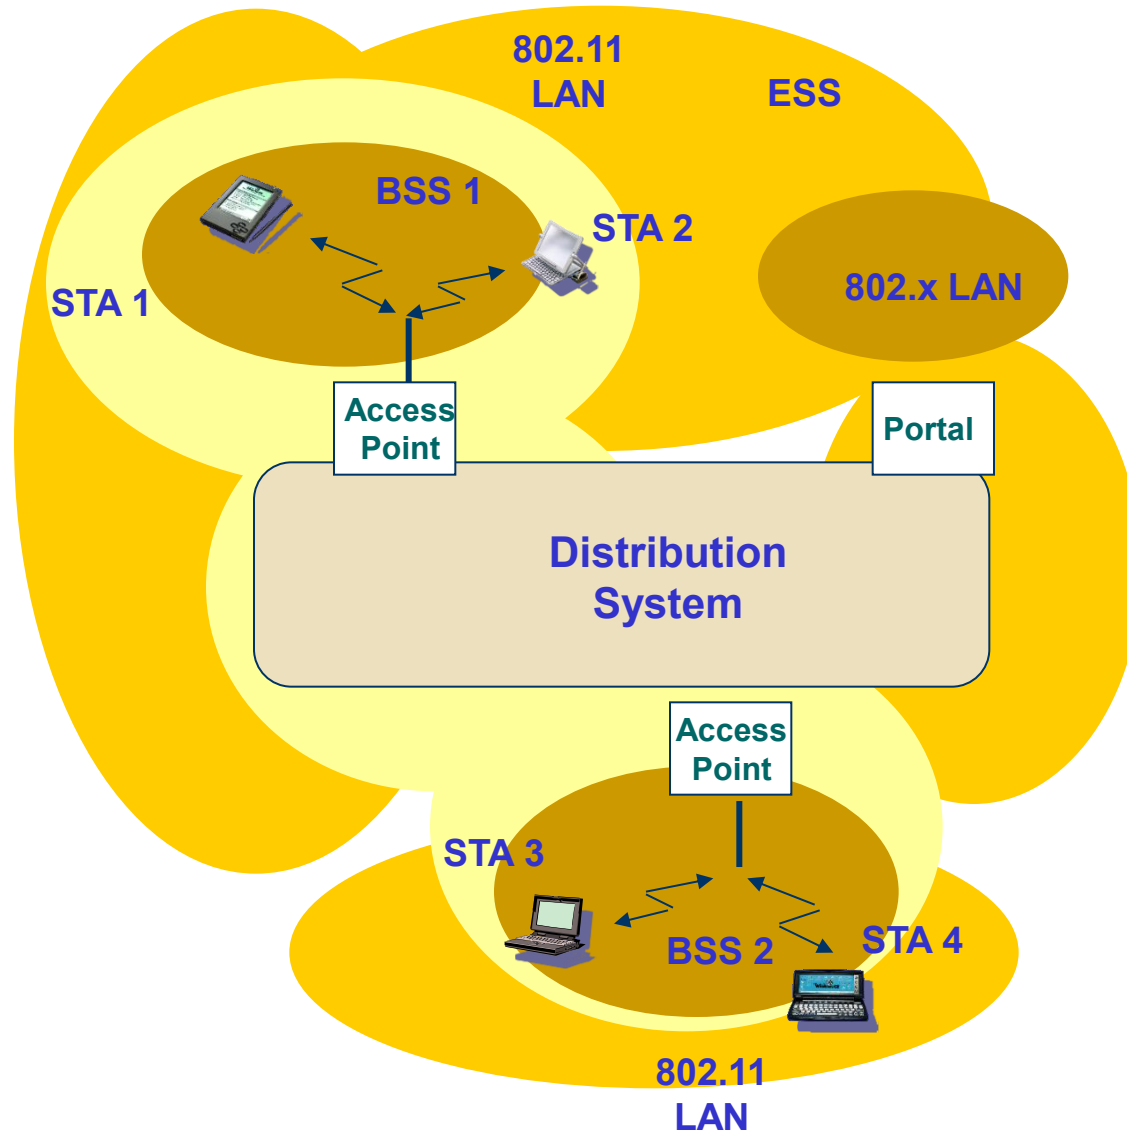 802.11
LAN
ESS
BSS 1
STA 2
STA 1
802.x LAN
Access
Point
Portal
Distribution
System
Access
Point
STA 3
BSS 2
STA 4
802.11
LAN